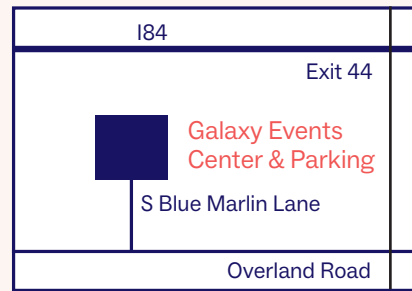 I84
Exit 44
Galaxy Events
Center & Parking
S Blue Marlin Lane
Overland Road